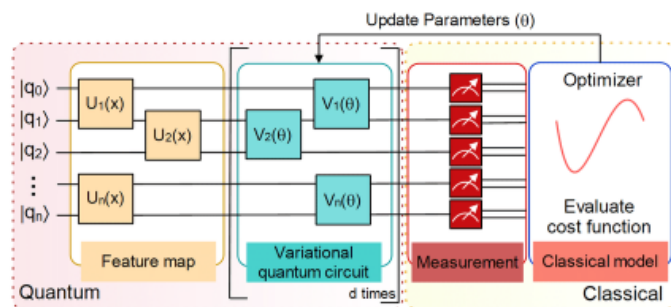 Update Parameters (θ)
|q₀⟩
|q₁⟩
|q₂⟩
⋮
|qₙ⟩
U₁(x)
U₂(x)
Uₙ(x)
Feature map
V₁(θ)
V₂(θ)
Vₙ(θ)
Variational
quantum circuit
d times
Measurement
Optimizer
Evaluate
cost function
Classical model
Quantum
Classical